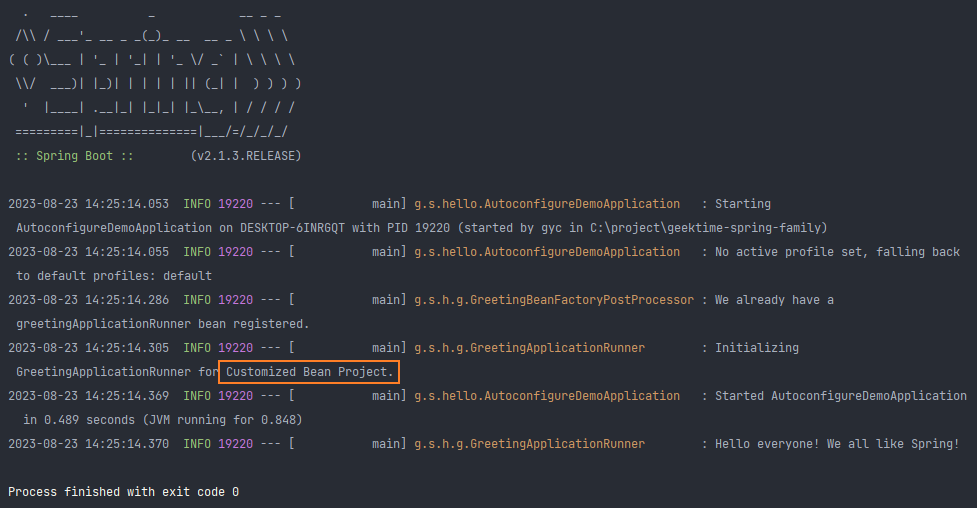 .   ____          _            __ _ _
 /\\ / ___'_ __ _ _(_)_ __  __ _ \ \ \ \
( ( )\___ | '_ | '_| | '_ \/ _` | \ \ \ \
 \\/  ___)| |_)| | | | | || (_| |  ) ) ) )
  '  |____| .__|_| |_|_| |_\__, | / / / /
 =========|_|==============|___/=/_/_/_/
 :: Spring Boot ::        (v2.1.3.RELEASE)
2023-08-23 14:25:14.053  INFO 19220 --- [           main] g.s.hello.AutoconfigureDemoApplication   : Starting
AutoconfigureDemoApplication on DESKTOP-6INRGQT with PID 19220 (started by gyc in C:\project\geektime-spring-family)
2023-08-23 14:25:14.055  INFO 19220 --- [           main] g.s.hello.AutoconfigureDemoApplication   : No active profile set, falling back
to default profiles: default
2023-08-23 14:25:14.286  INFO 19220 --- [           main] g.s.h.g.GreetingBeanFactoryPostProcessor : We already have a
greetingApplicationRunner bean registered.
2023-08-23 14:25:14.305  INFO 19220 --- [           main] g.s.h.g.GreetingApplicationRunner        : Initializing
GreetingApplicationRunner for Customized Bean Project.
2023-08-23 14:25:14.369  INFO 19220 --- [           main] g.s.hello.AutoconfigureDemoApplication   : Started AutoconfigureDemoApplication
in 0.489 seconds (JVM running for 0.848)
2023-08-23 14:25:14.370  INFO 19220 --- [           main] g.s.h.g.GreetingApplicationRunner        : Hello everyone! We all like Spring!
Process finished with exit code 0